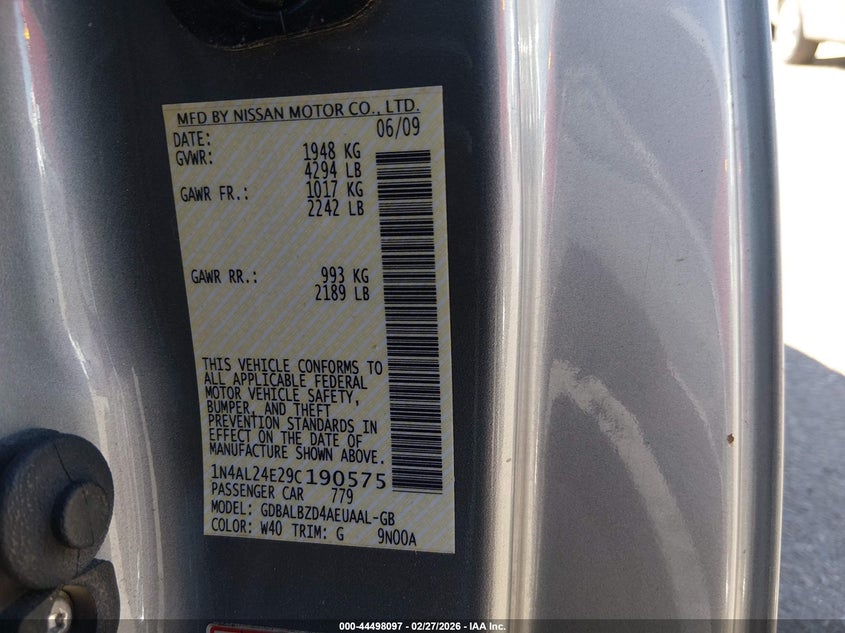 MFD BY NISSAN MOTOR CO., LTD.
DATE: 06/09
GVWR: 1948 KG
4294 LB
GAWR FR.: 1017 KG
2242 LB
GAWR RR.: 993 KG
2189 LB
THIS VEHICLE CONFORMS TO
ALL APPLICABLE FEDERAL
MOTOR VEHICLE SAFETY,
BUMPER, AND THEFT
PREVENTION STANDARDS IN
EFFECT ON THE DATE OF
MANUFACTURE SHOWN ABOVE.
1N4AL24E29C190575
PASSENGER CAR 779
MODEL: GDBALBZD4AEUAAL-GB
COLOR: W40 TRIM: G 9N00A
000-44498097 - 02/27/2026 - IAA Inc.